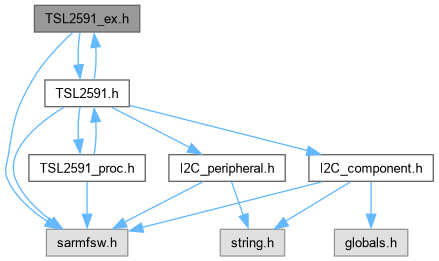 TSL2591_ex.h
TSL2591.h
TSL2591_proc.h
I2C_peripheral.h
I2C_component.h
sarmfsw.h
string.h
globals.h